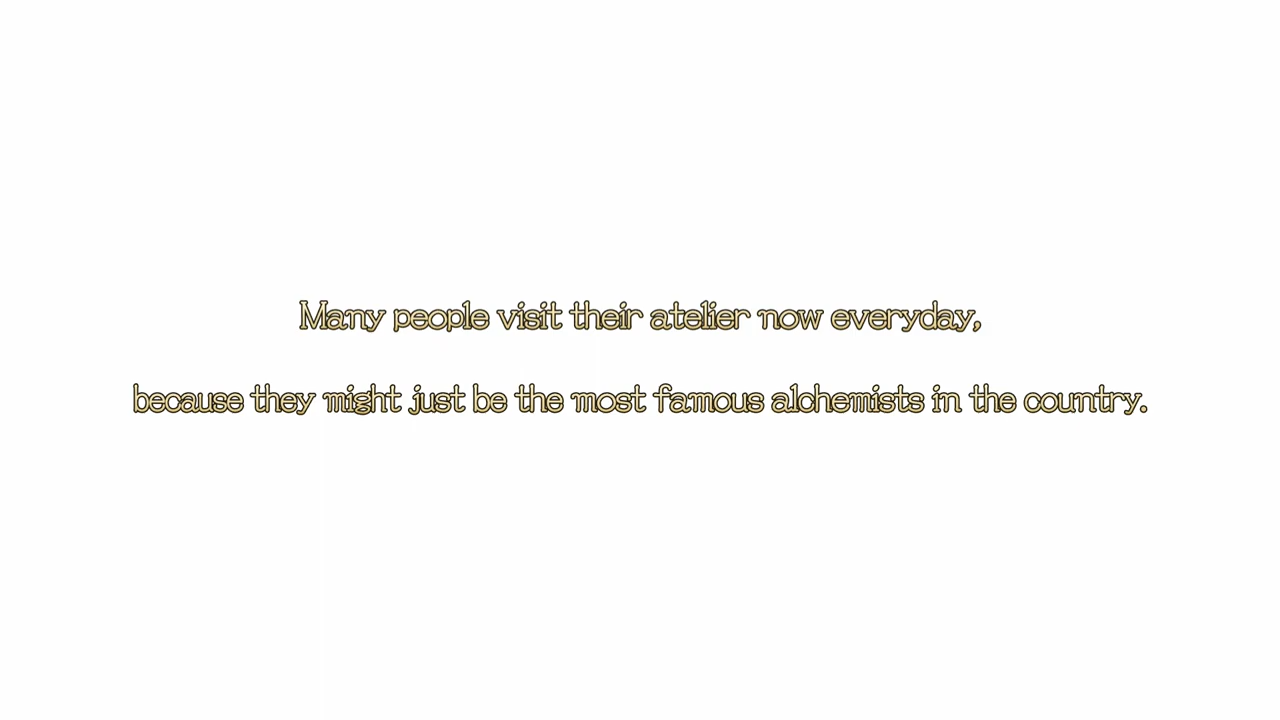 Many people visit their atelier now everyday,
because they might just be the most famous alchemists in the country.